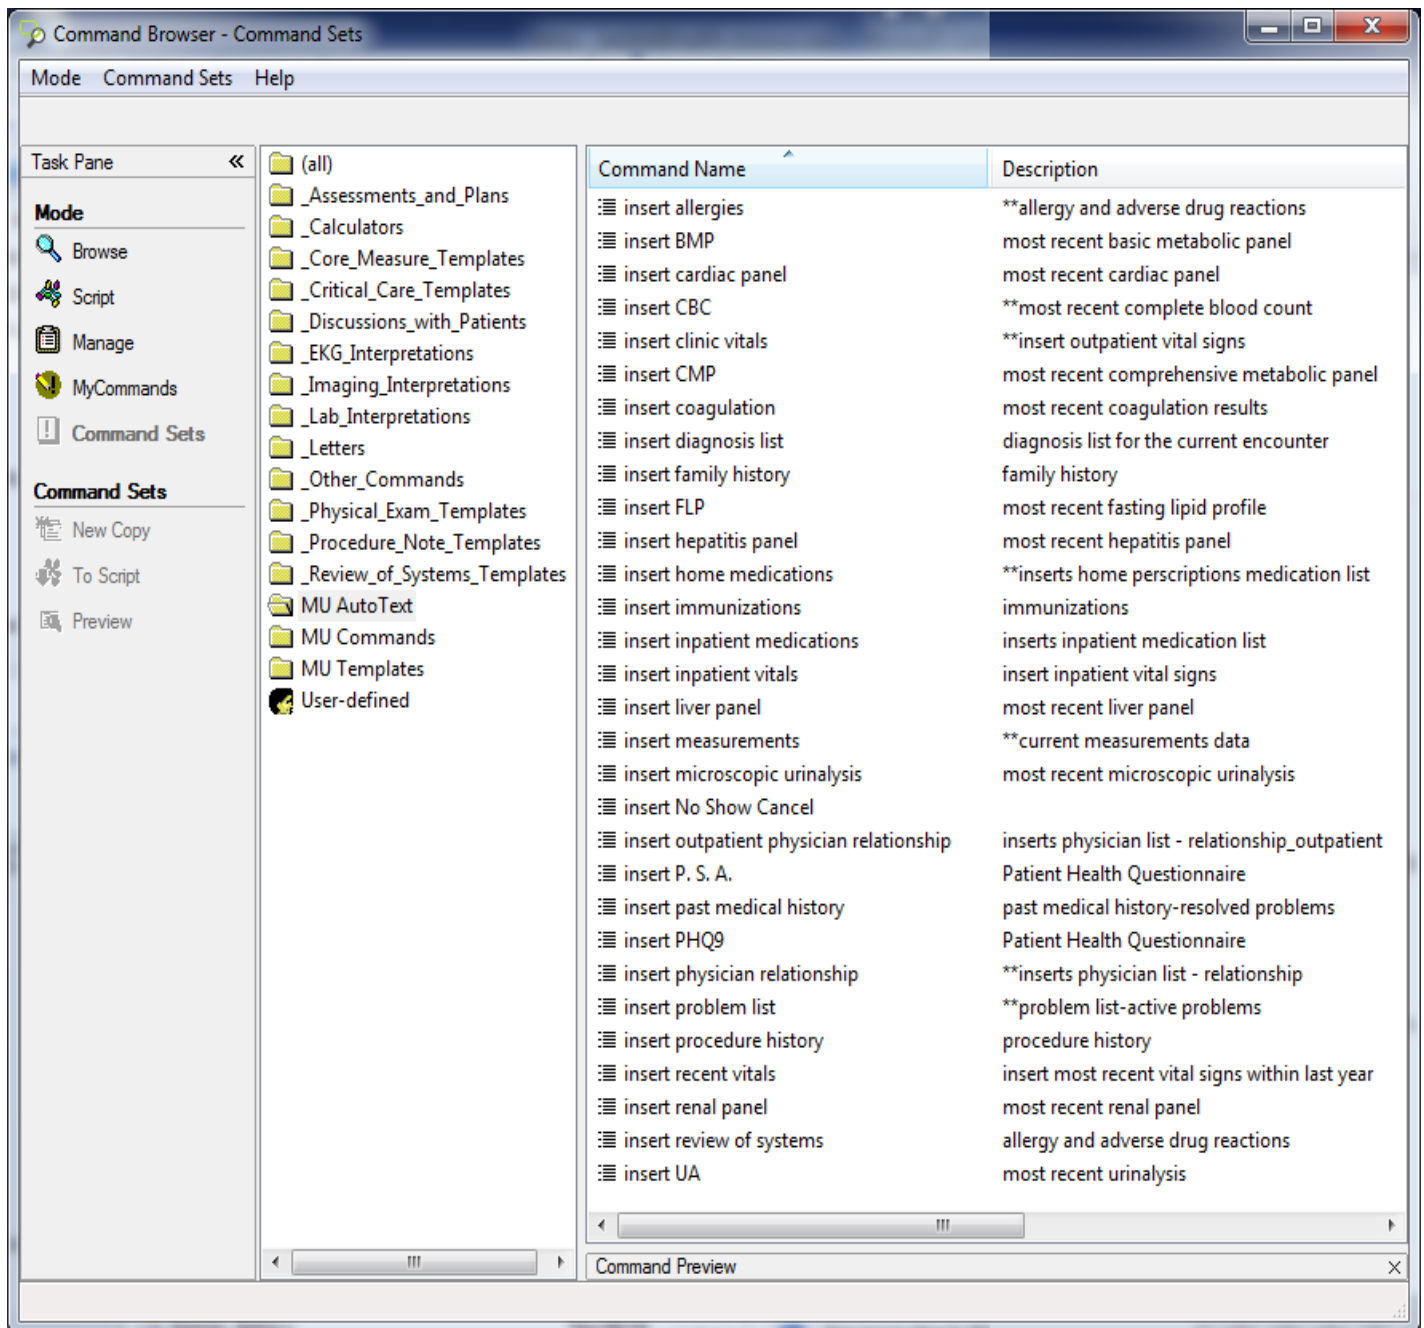 Command Browser - Command Sets
Mode Command Sets Help
Task Pane
Mode
Browse
Script
Manage
MyCommands
Command Sets
Command Sets
New Copy
To Script
Preview
(all)
_Assessments_and_Plans
_Calculators
_Core_Measure_Templates
_Critical_Care_Templates
_Discussions_with_Patients
_EKG_Interpretations
_Imaging_Interpretations
_Lab_Interpretations
_Letters
_Other_Commands
_Physical_Exam_Templates
_Procedure_Note_Templates
_Review_of_Systems_Templates
MU AutoText
MU Commands
MU Templates
User-defined
Command Name Description
insert allergies **allergy and adverse drug reactions
insert BMP most recent basic metabolic panel
insert cardiac panel most recent cardiac panel
insert CBC **most recent complete blood count
insert clinic vitals **insert outpatient vital signs
insert CMP most recent comprehensive metabolic panel
insert coagulation most recent coagulation results
insert diagnosis list diagnosis list for the current encounter
insert family history family history
insert FLP most recent fasting lipid profile
insert hepatitis panel most recent hepatitis panel
insert home medications **inserts home perscriptions medication list
insert immunizations immunizations
insert inpatient medications inserts inpatient medication list
insert inpatient vitals insert inpatient vital signs
insert liver panel most recent liver panel
insert measurements **current measurements data
insert microscopic urinalysis most recent microscopic urinalysis
insert No Show Cancel
insert outpatient physician relationship inserts physician list - relationship_outpatient
insert P. S. A. Patient Health Questionnaire
insert past medical history past medical history-resolved problems
insert PHQ9 Patient Health Questionnaire
insert physician relationship **inserts physician list - relationship
insert problem list **problem list-active problems
insert procedure history procedure history
insert recent vitals insert most recent vital signs within last year
insert renal panel most recent renal panel
insert review of systems allergy and adverse drug reactions
insert UA most recent urinalysis
Command Preview